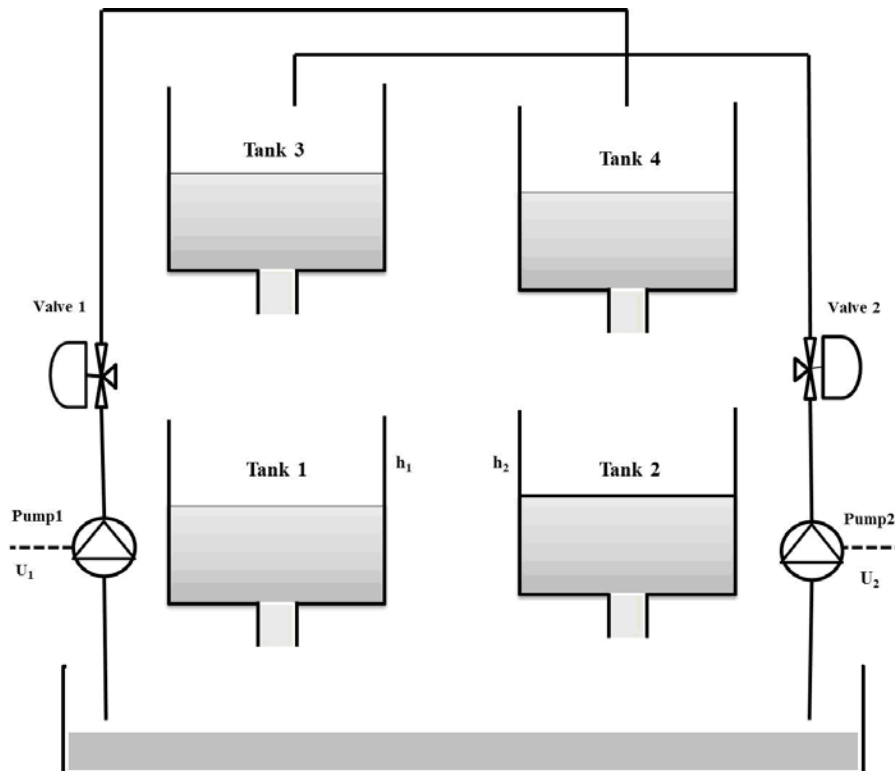 Tank 3
Tank 4
Valve 1
Valve 2
Tank 1
h₁
h₂
Tank 2
Pump1
Pump2
U₁
U₂